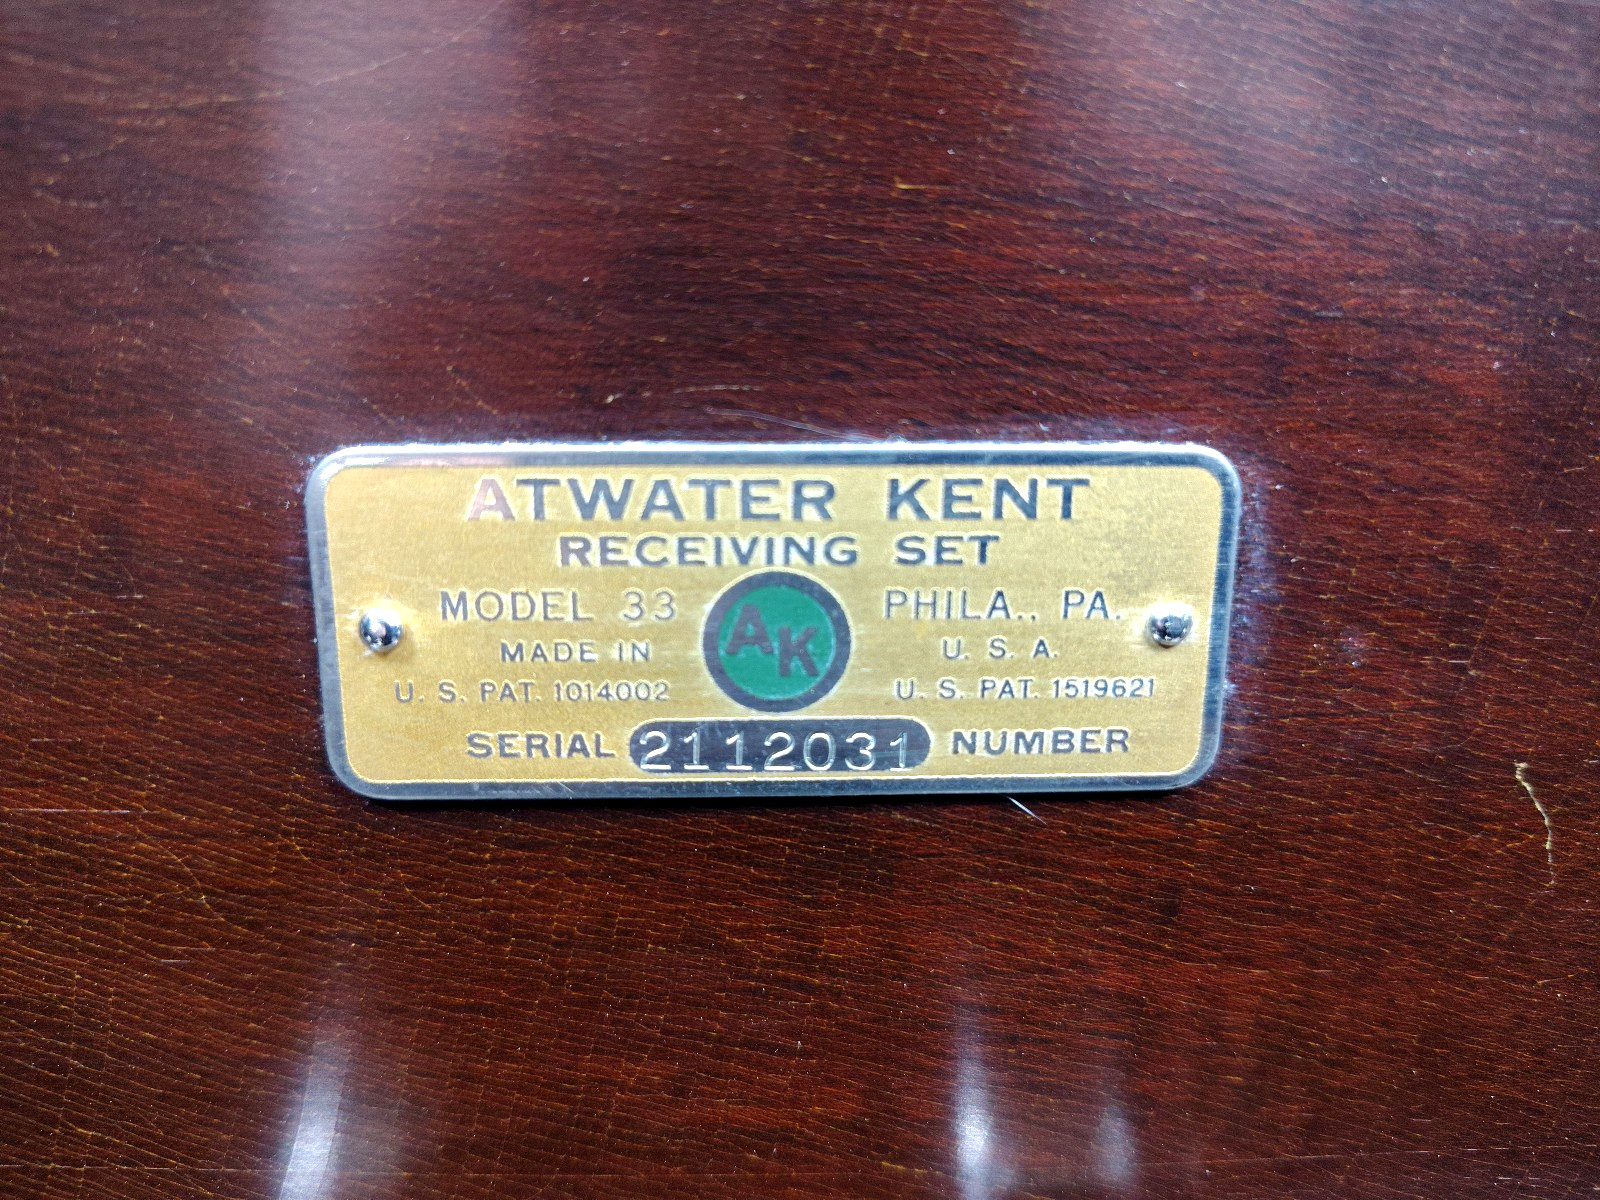 ATWATER KENT
RECEIVING SET
MODEL 33 AK PHILA., PA.
MADE IN U. S. A.
U. S. PAT. 1014002 U. S. PAT. 1519621
SERIAL 2112031 NUMBER